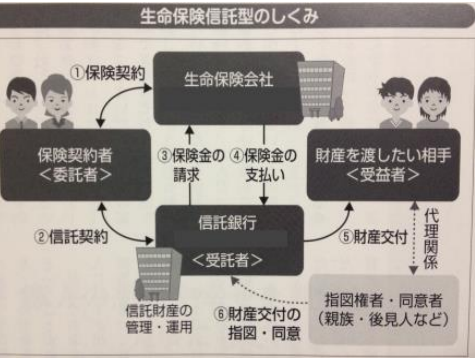 生命保険信託型のしくみ
①保険契約
生命保険会社
保険契約者
<委託者>
③保険金の
請求
④保険金の
支払い
財産を渡したい相手
<受益者>
②信託契約
信託銀行
<受託者>
⑤財産交付
代理関係
信託財産の
管理・運用
⑥財産交付の
指図・同意
指図権者・同意者
(親族・後見人など)